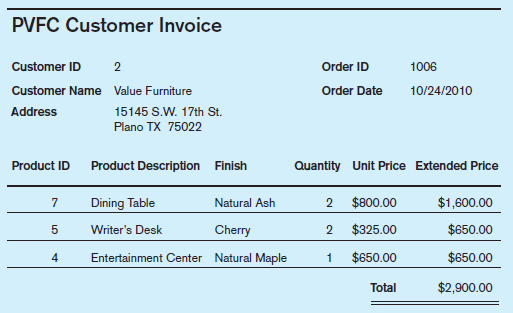 PVFC Customer Invoice
Customer ID 2 Order ID 1006
Customer Name Value Furniture Order Date 10/24/2010
Address 15145 S.W. 17th St.
Plano TX 75022
Product ID Product Description Finish Quantity Unit Price Extended Price
7 Dining Table Natural Ash 2 $800.00 $1,600.00
5 Writer's Desk Cherry 2 $325.00 $650.00
4 Entertainment Center Natural Maple 1 $650.00 $650.00
Total $2,900.00